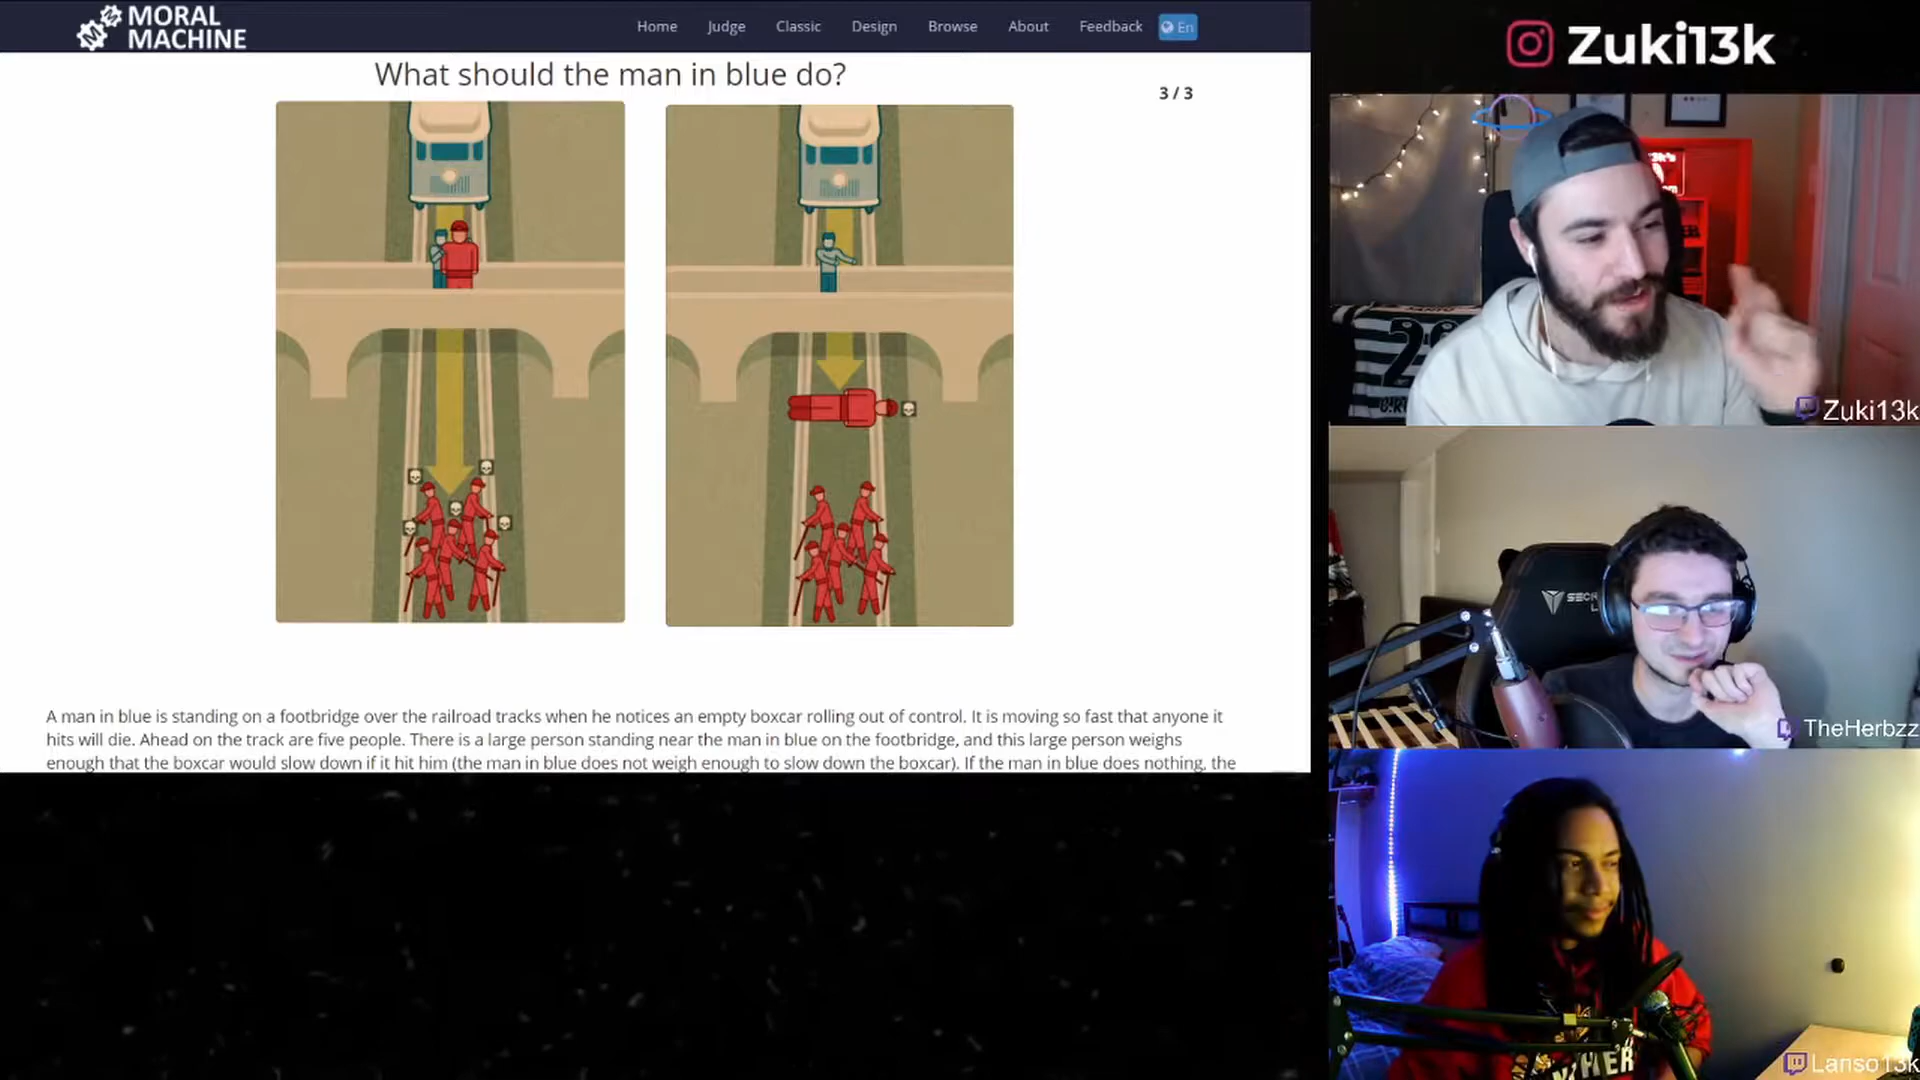 MORAL
MACHINE
Home
Judge
Classic
Design
Browse
About
Feedback
En
What should the man in blue do?
3 / 3
A man in blue is standing on a footbridge over the railroad tracks when he notices an empty boxcar rolling out of control. It is moving so fast that anyone it
hits will die. Ahead on the track are five people. There is a large person standing near the man in blue on the footbridge, and this large person weighs
enough that the boxcar would slow down if it hit him (the man in blue does not weigh enough to slow down the boxcar). If the man in blue does nothing, the
Zuki13k
Zuki13k
TheHerbzz
Lanso13k